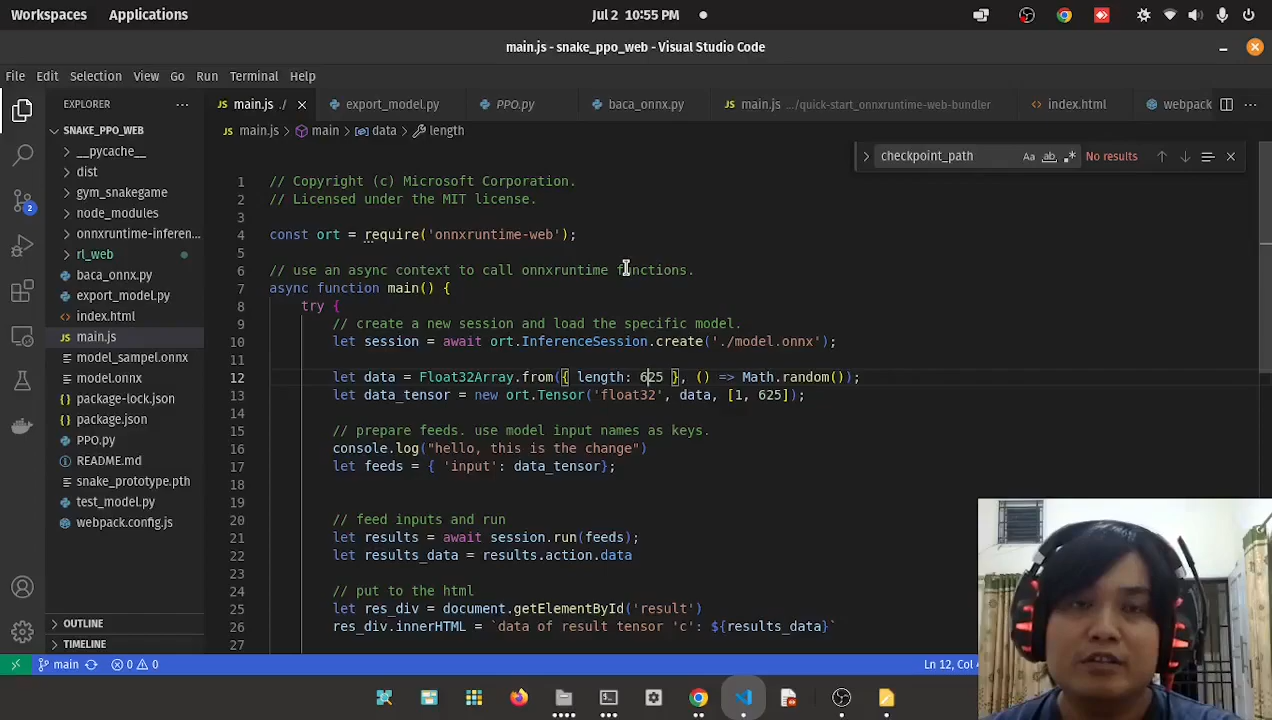 Workspaces Applications Jul 2 10:55 PM
main.js - snake_ppo_web - Visual Studio Code
File Edit Selection View Go Run Terminal Help
EXPLORER main.js ./ export_model.py PPO.py baca_onnx.py main.js .../quick-start_onnxruntime-web-bundler index.html webpack
SNAKE_PPO_WEB
main.js > main > data > length
checkpoint_path Aa ab .* No results
__pycache__
dist
gym_snakegame
node_modules
onnxruntime-inferen...
rl_web
baca_onnx.py
export_model.py
index.html
main.js
model_sampel.onnx
model.onnx
package-lock.json
package.json
PPO.py
README.md
snake_prototype.pth
test_model.py
webpack.config.js
OUTLINE
TIMELINE
2
1 // Copyright (c) Microsoft Corporation.
2 // Licensed under the MIT license.
3
4 const ort = require('onnxruntime-web');
5
6 // use an async context to call onnxruntime functions.
7 async function main() {
8 try {
9 // create a new session and load the specific model.
10 let session = await ort.InferenceSession.create('./model.onnx');
11
12 let data = Float32Array.from({ length: 625 }, () => Math.random());
13 let data_tensor = new ort.Tensor('float32', data, [1, 625]);
14
15 // prepare feeds. use model input names as keys.
16 console.log("hello, this is the change")
17 let feeds = { 'input': data_tensor};
18
19
20 // feed inputs and run
21 let results = await session.run(feeds);
22 let results_data = results.action.data
23
24 // put to the html
25 let res_div = document.getElementById('result')
26 res_div.innerHTML = `data of result tensor 'c': ${results_data}`
27
main 0 0 Ln 12, Col